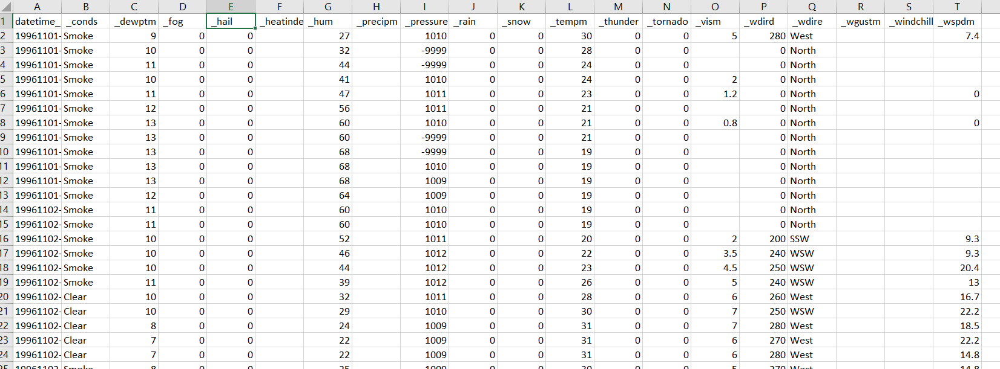 A B C D E F G H I J K L M N O P Q R S T
1 datetime_ _conds _dewptm _fog _hail _heatinde _hum _precipm _pressure _rain _snow _tempm _thunder _tornado _vism _wdird _wdire _wgustm _windchill _wspdm
2 19961101- Smoke 9 0 0 27 1010 0 0 30 0 0 5 280 West 7.4
3 19961101- Smoke 10 0 0 32 -9999 0 0 28 0 0 0 North
4 19961101- Smoke 11 0 0 44 -9999 0 0 24 0 0 0 North
5 19961101- Smoke 10 0 0 41 1010 0 0 24 0 0 2 0 North
6 19961101- Smoke 11 0 0 47 1011 0 0 23 0 0 1.2 0 North 0
7 19961101- Smoke 12 0 0 56 1011 0 0 21 0 0 0 North
8 19961101- Smoke 13 0 0 60 1010 0 0 21 0 0 0.8 0 North 0
9 19961101- Smoke 13 0 0 60 -9999 0 0 21 0 0 0 North
10 19961101- Smoke 13 0 0 68 -9999 0 0 19 0 0 0 North
11 19961101- Smoke 13 0 0 68 1010 0 0 19 0 0 0 North
12 19961101- Smoke 13 0 0 68 1009 0 0 19 0 0 0 North
13 19961101- Smoke 12 0 0 64 1009 0 0 19 0 0 0 North
14 19961102- Smoke 11 0 0 60 1010 0 0 19 0 0 0 North
15 19961102- Smoke 11 0 0 60 1010 0 0 19 0 0 0 North
16 19961102- Smoke 10 0 0 52 1011 0 0 20 0 0 2 200 SSW 9.3
17 19961102- Smoke 10 0 0 46 1012 0 0 22 0 0 3.5 240 WSW 9.3
18 19961102- Smoke 10 0 0 44 1012 0 0 23 0 0 4.5 250 WSW 20.4
19 19961102- Smoke 11 0 0 39 1012 0 0 26 0 0 5 240 WSW 13
20 19961102- Clear 10 0 0 32 1011 0 0 28 0 0 6 260 West 16.7
21 19961102- Clear 10 0 0 29 1010 0 0 30 0 0 7 250 WSW 22.2
22 19961102- Clear 8 0 0 24 1009 0 0 31 0 0 7 280 West 18.5
23 19961102- Clear 7 0 0 22 1009 0 0 31 0 0 6 270 West 22.2
24 19961102- Clear 7 0 0 22 1009 0 0 31 0 0 6 280 West 14.8
25 19961102- Smoke 8 0 0 25 1009 0 0 30 0 0 5 270 West 14.8